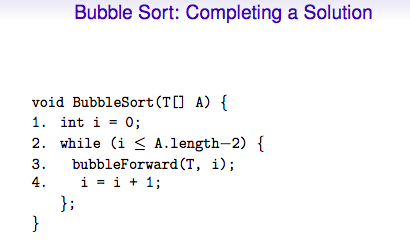 Bubble Sort: Completing a Solution
void BubbleSort(T[] A) {
1. int i = 0;
2. while (i ≤ A.length−2) {
3. bubbleForward(T, i);
4. i = i + 1;
};
}